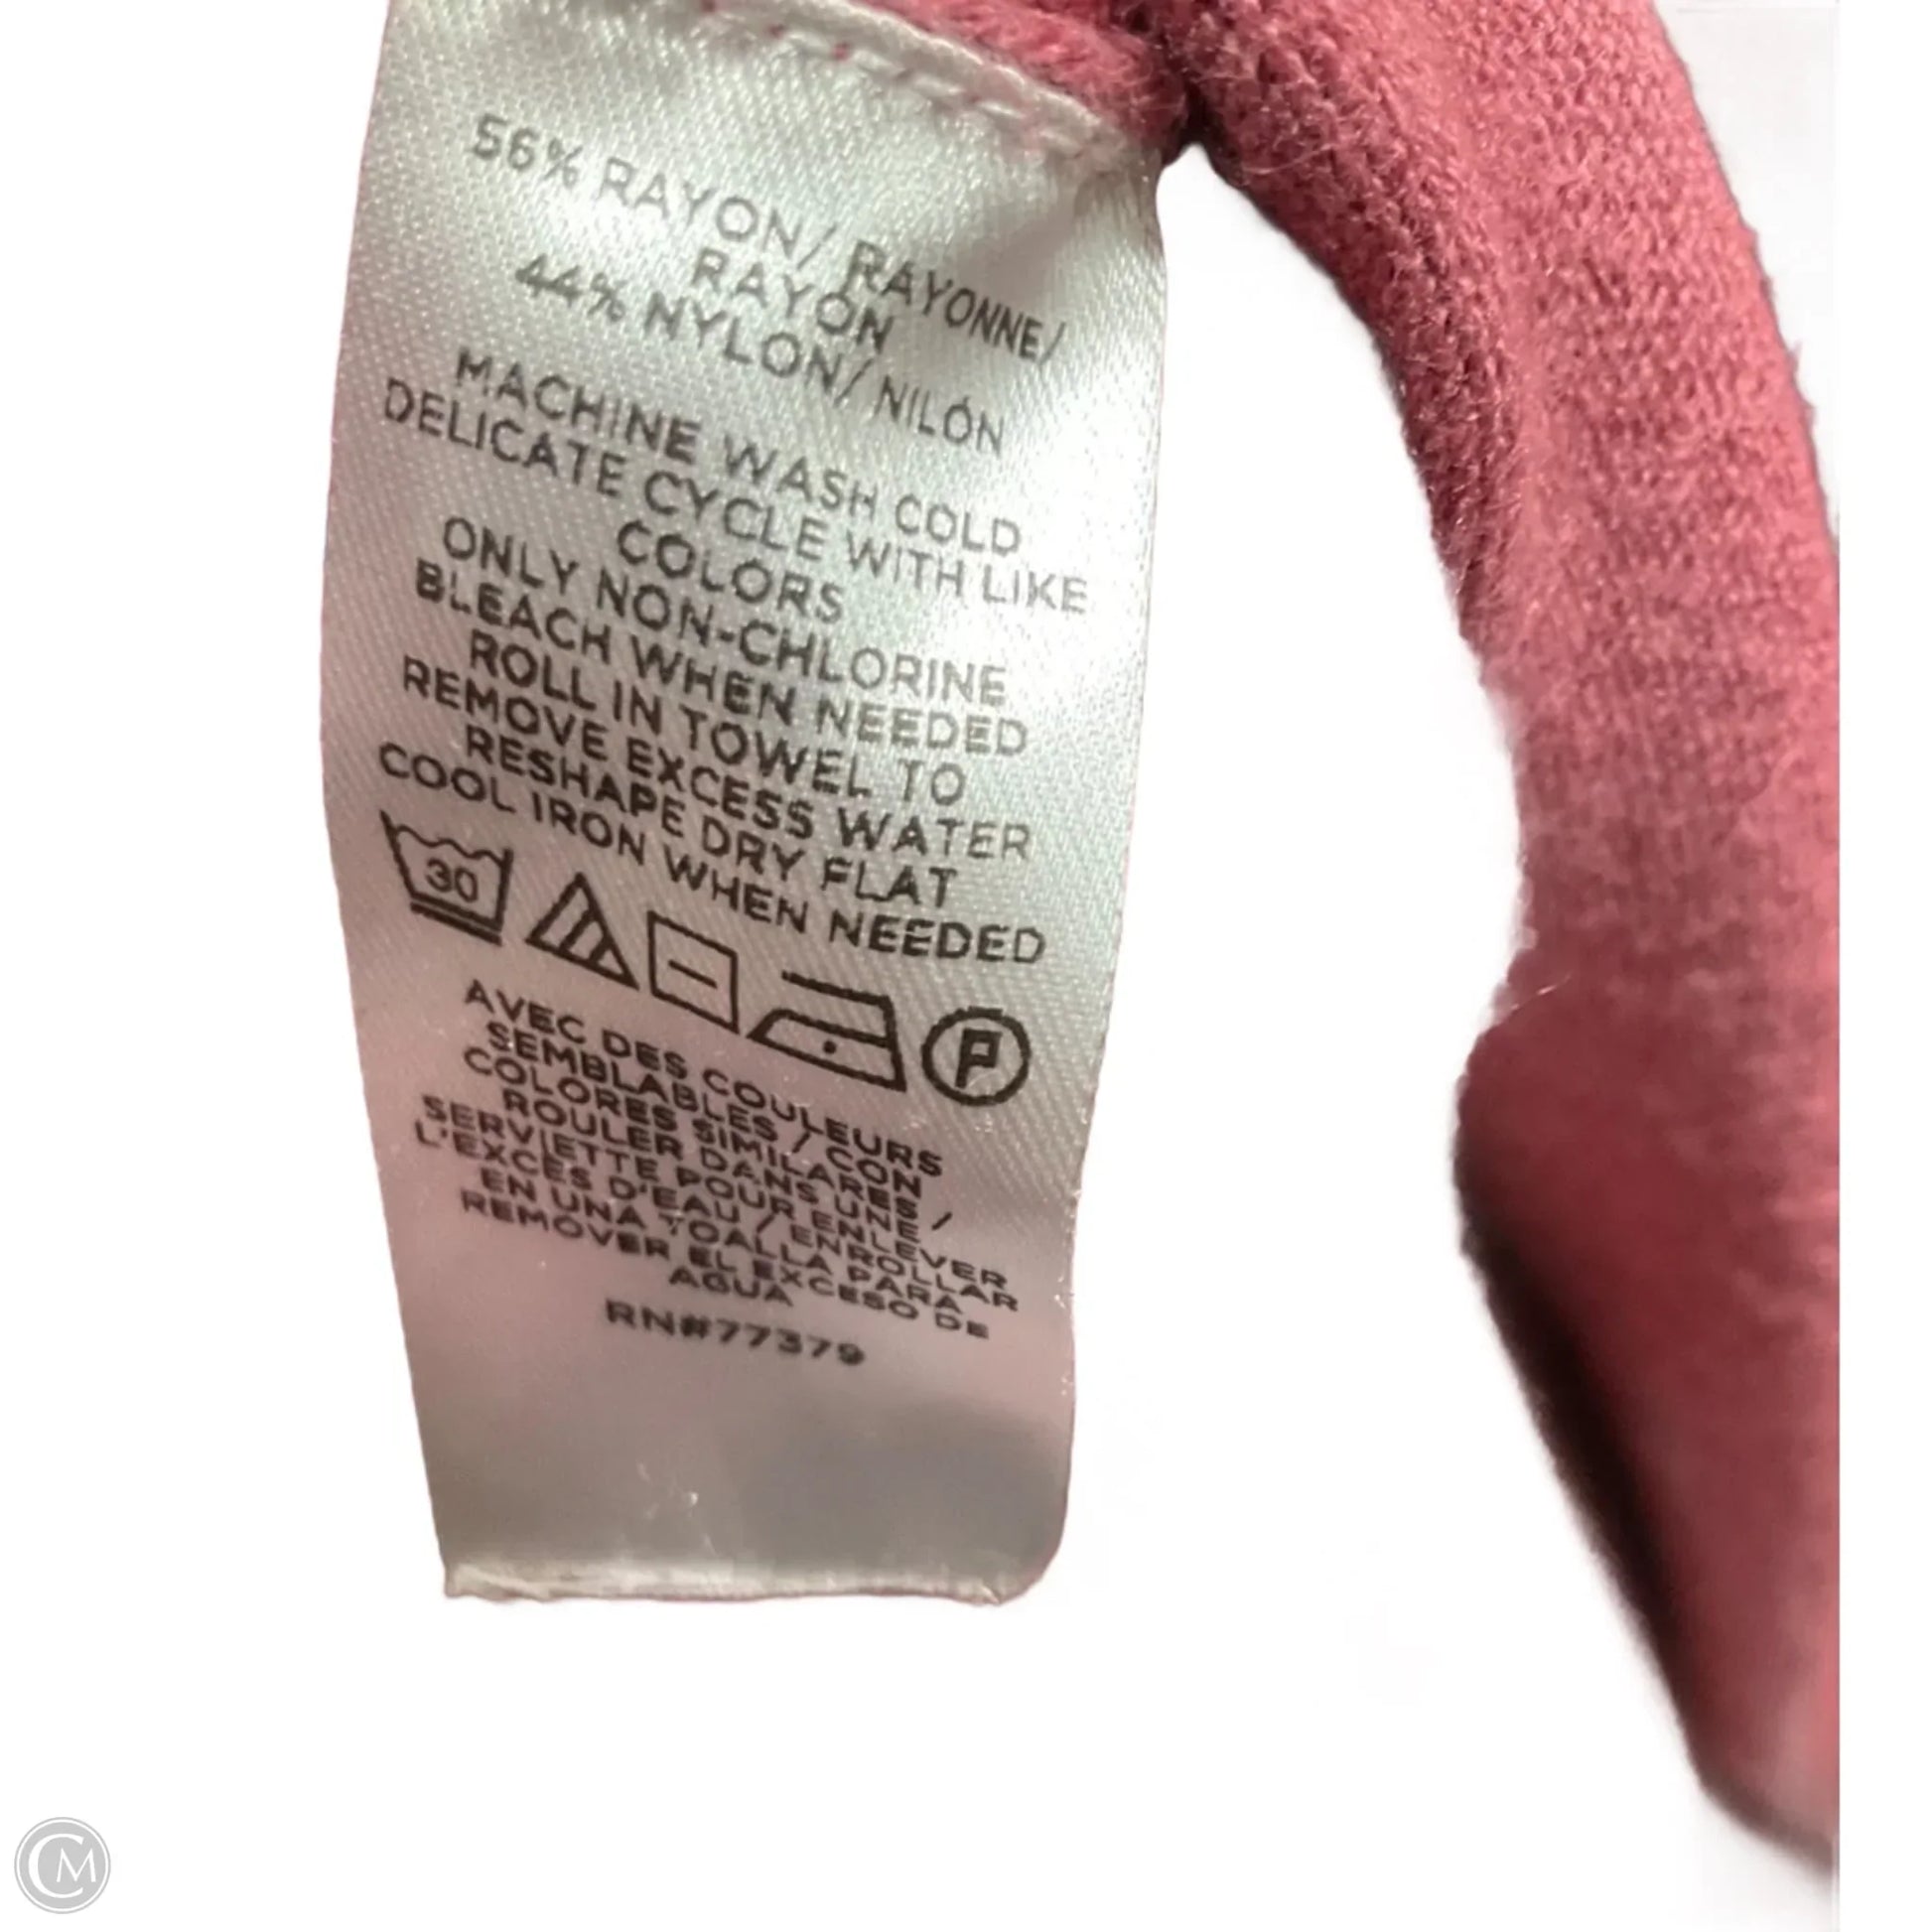 56% RAYON/ RAYONNE/
RAYÓN
44% NYLON/ NILÓN
MACHINE WASH COLD
DELICATE CYCLE WITH LIKE
COLORS
ONLY NON-CHLORINE
BLEACH WHEN NEEDED
ROLL IN TOWEL TO
REMOVE EXCESS WATER
RESHAPE DRY FLAT
COOL IRON WHEN NEEDED
30
P
AVEC DES COULEURS
SEMBLABLES / CON
COLORES SIMILARES/
ROULER DANS UNE
SERVIETTE POUR ENLEVER
L'EXCÈS D'EAU / ENROLLAR
EN UNA TOALLA PARA
REMOVER EL EXCESO DE
AGUA
RN#77379
CM